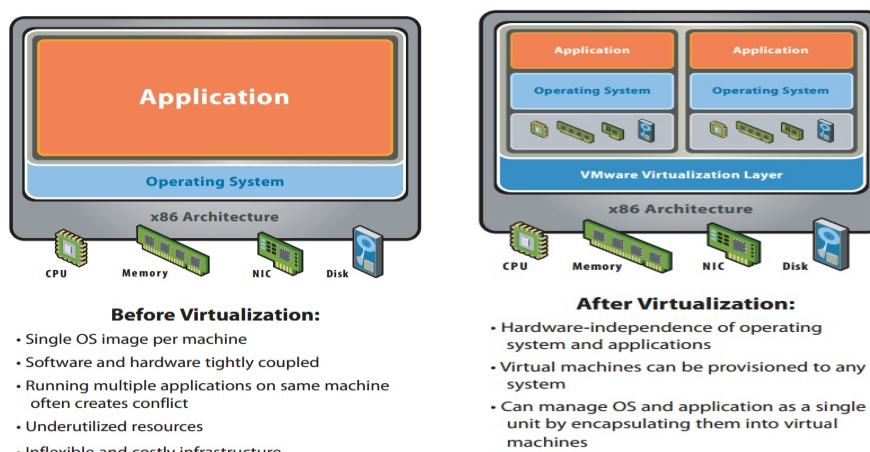 Application
Operating System
x86 Architecture
CPU
Memory
NIC
Disk
Before Virtualization:
• Single OS image per machine
• Software and hardware tightly coupled
• Running multiple applications on same machine
often creates conflict
• Underutilized resources
• Inflexible and costly infrastructure
Application
Application
Operating System
Operating System
VMware Virtualization Layer
x86 Architecture
CPU
Memory
NIC
Disk
After Virtualization:
• Hardware-independence of operating
system and applications
• Virtual machines can be provisioned to any
system
• Can manage OS and application as a single
unit by encapsulating them into virtual
machines